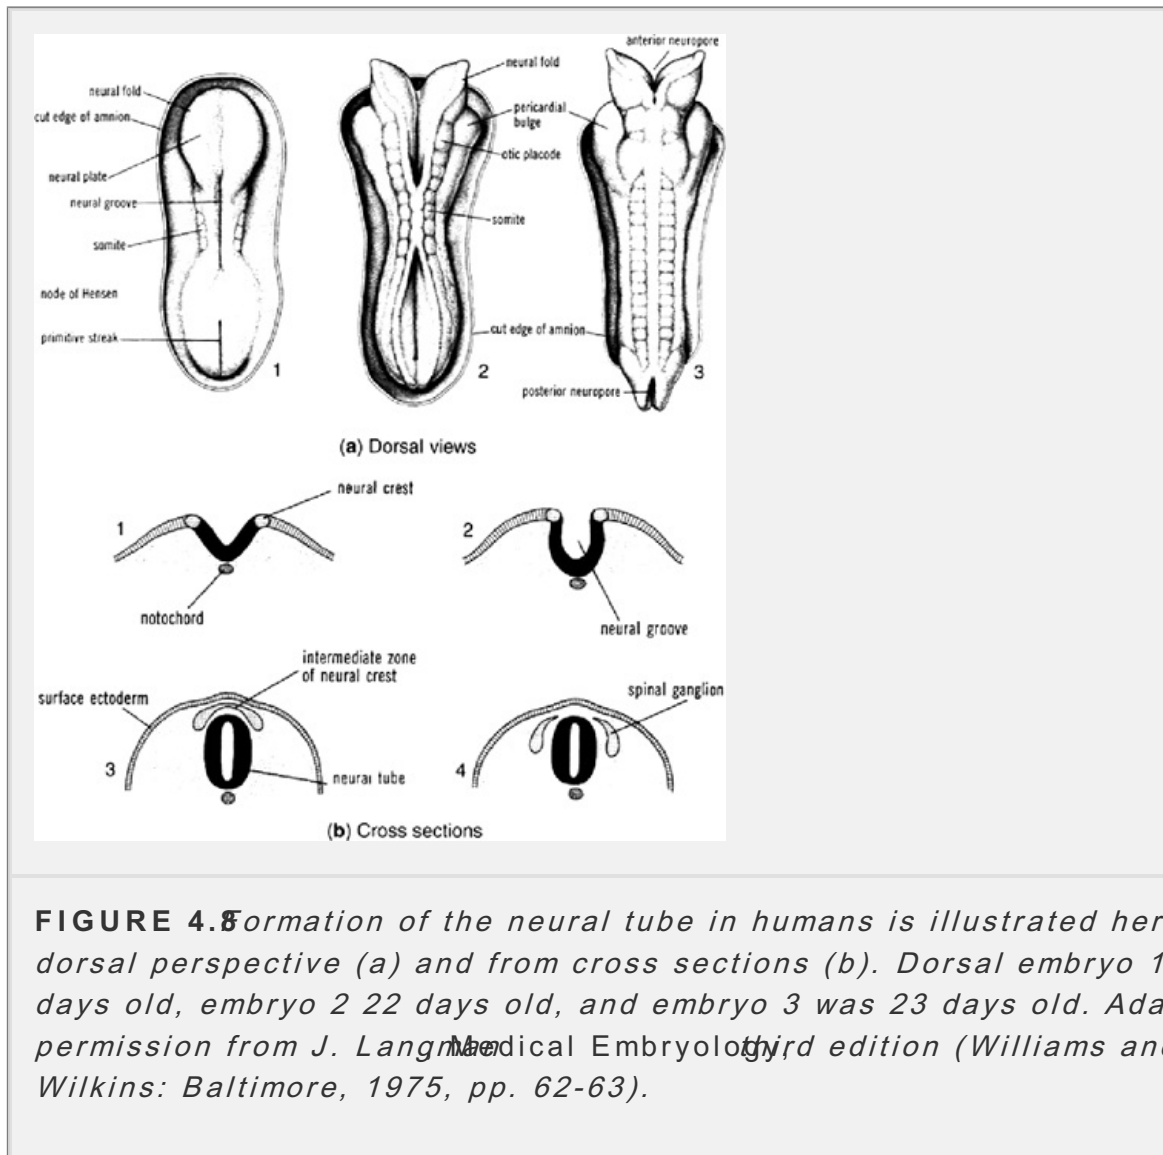 anterior neuropore
neural fold
neural fold
cut edge of amnion
pericardial
bulge
otic placode
neural plate
neural groove
somite
somite
node of Hensen
primitive streak
cut edge of amnion
1
2
3
posterior neuropore
(a) Dorsal views
neural crest
1
2
notochord
neural groove
intermediate zone
of neural crest
surface ectoderm
spinal ganglion
3
neural tube
4
(b) Cross sections
FIGURE 4.8 Formation of the neural tube in humans is illustrated her
dorsal perspective (a) and from cross sections (b). Dorsal embryo 1
days old, embryo 2 22 days old, and embryo 3 was 23 days old. Ada
permission from J. Langman, Medical Embryology, third edition (Williams and
Wilkins: Baltimore, 1975, pp. 62-63).